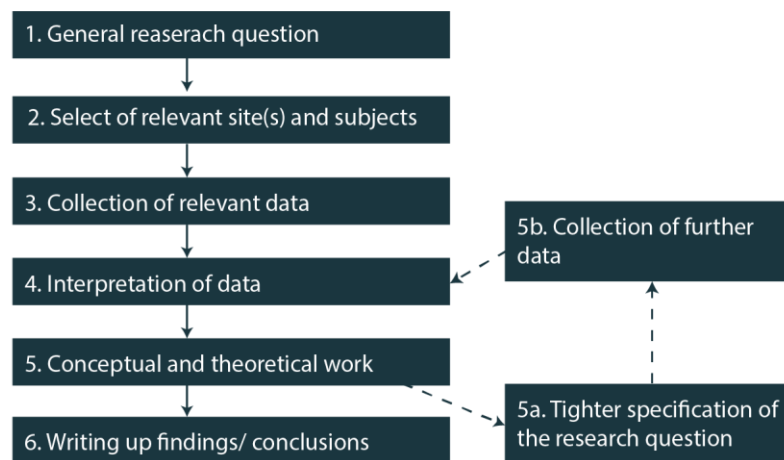 1. General reaserach question
2. Select of relevant site(s) and subjects
3. Collection of relevant data
4. Interpretation of data
5. Conceptual and theoretical work
6. Writing up findings/ conclusions
5b. Collection of further
data
5a. Tighter specification of
the research question